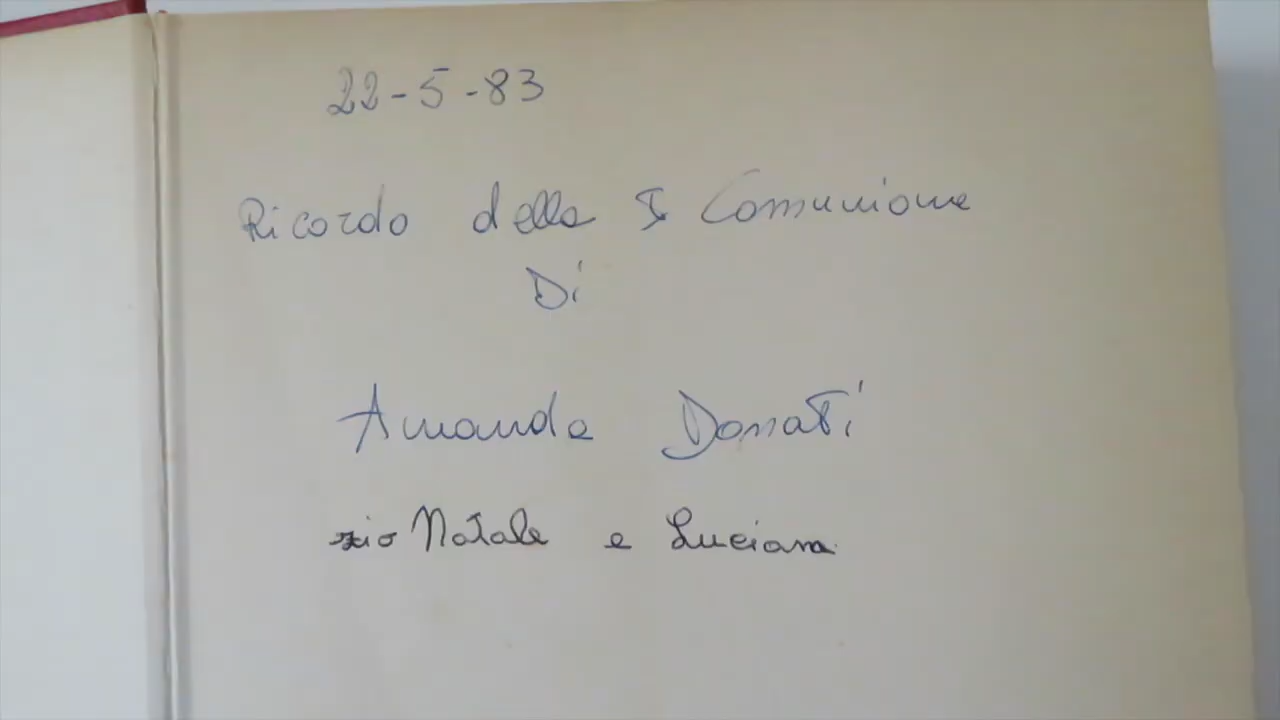 22-5-83
Ricordo della I Comunione
Di
Amanda Donati
zio Natale e Luciana